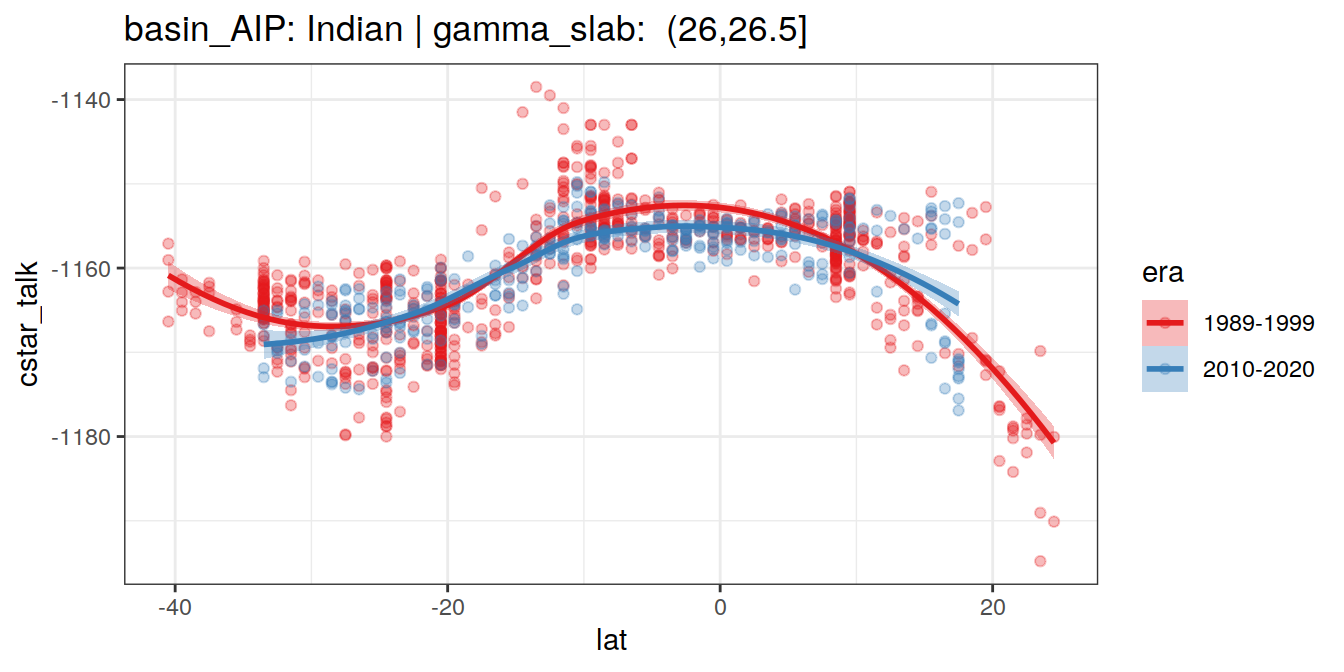 basin_AIP: Indian | gamma_slab:  (26,26.5]
-1140
-1160
-1180
cstar_talk
-40
-20
0
20
lat
era
1989-1999
2010-2020